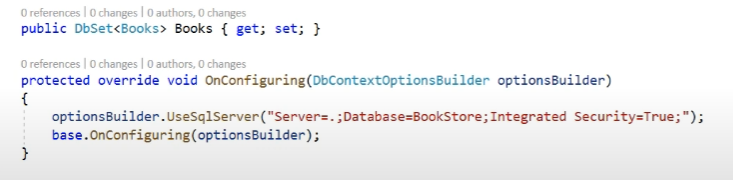 0 references | 0 changes | 0 authors, 0 changes
public DbSet<Books> Books { get; set; }
0 references | 0 changes | 0 authors, 0 changes
protected override void OnConfiguring(DbContextOptionsBuilder optionsBuilder)
{
optionsBuilder.UseSqlServer("Server=.;Database=BookStore;Integrated Security=True;");
base.OnConfiguring(optionsBuilder);
}